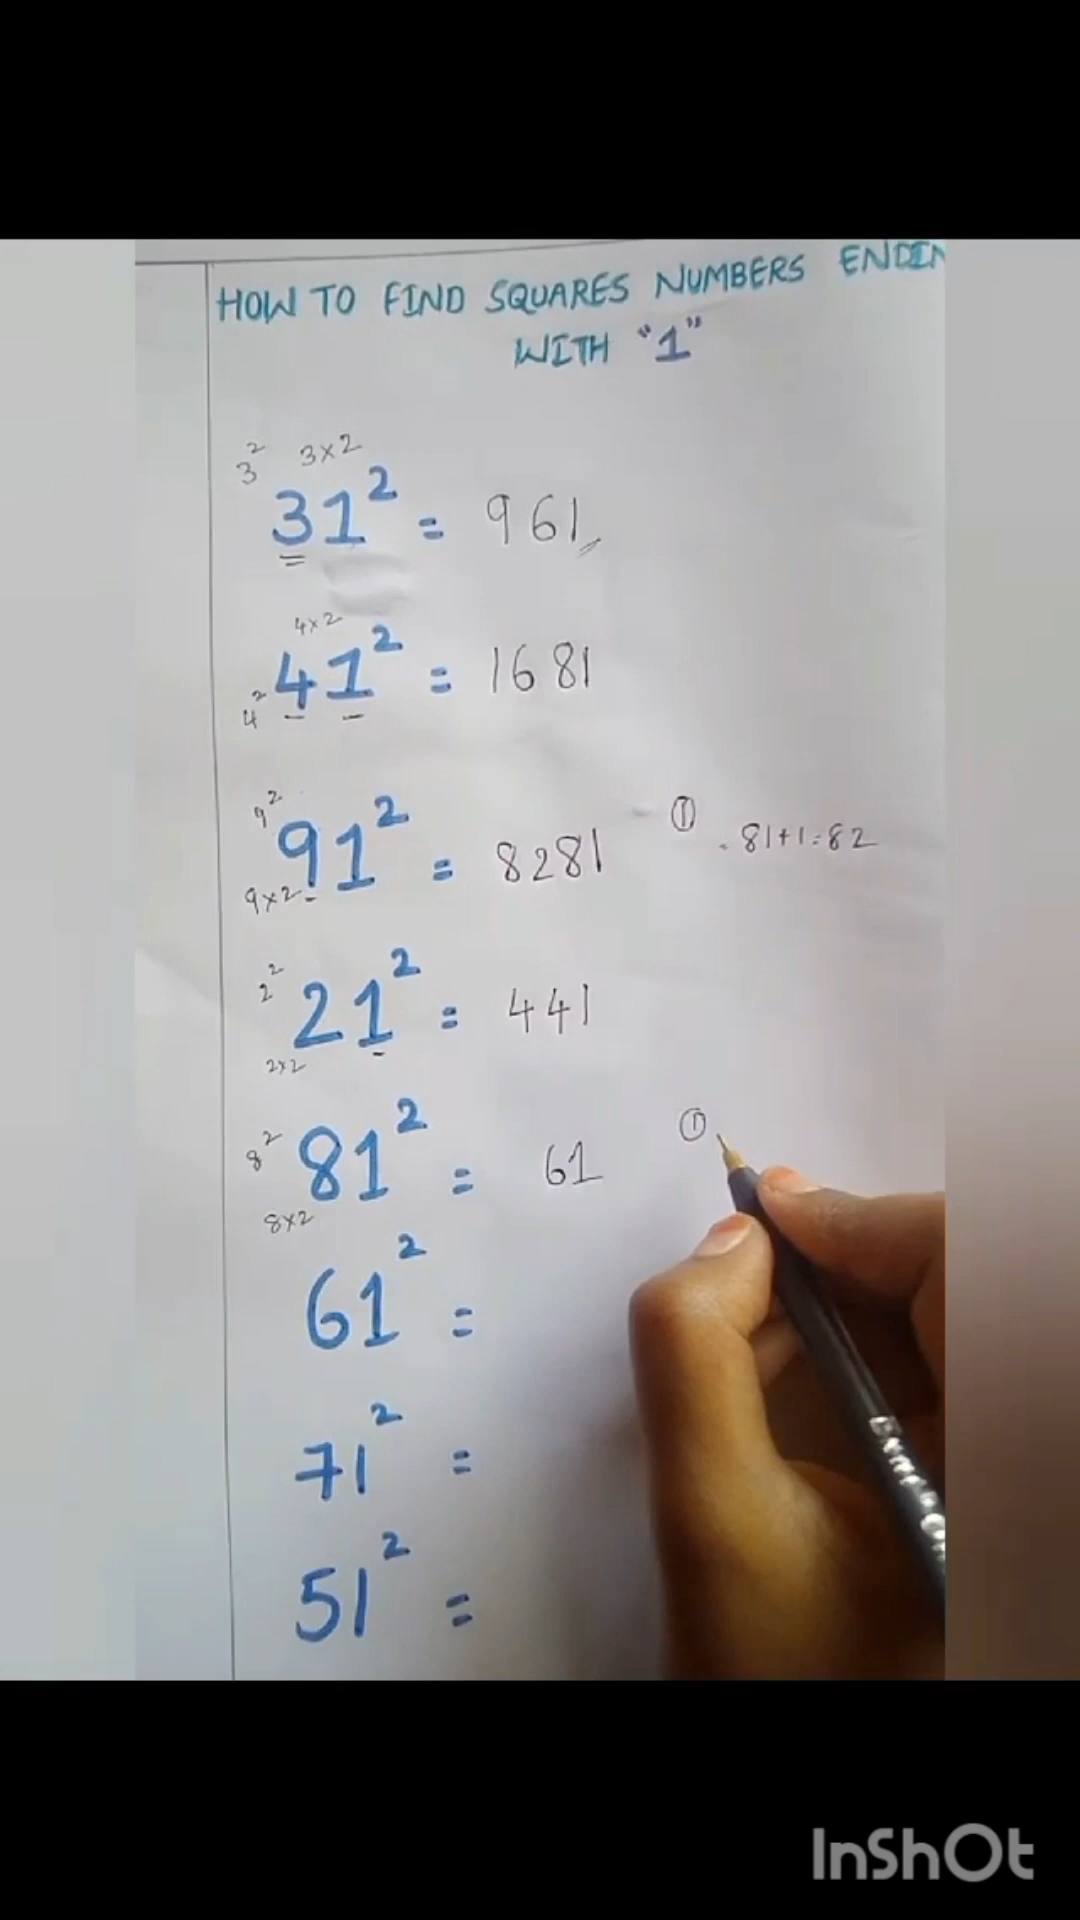 HOW TO FIND SQUARES NUMBERS ENDIN
WITH "1"
3² 3×2
31² = 961
4×2
4² 41² = 1681
9² 91² = 8281 ① · 81+1=82
9×2
2² 21² = 441
2×2
8² 81² = 61 ①
8×2
61² =
71² =
51² =
InShOt